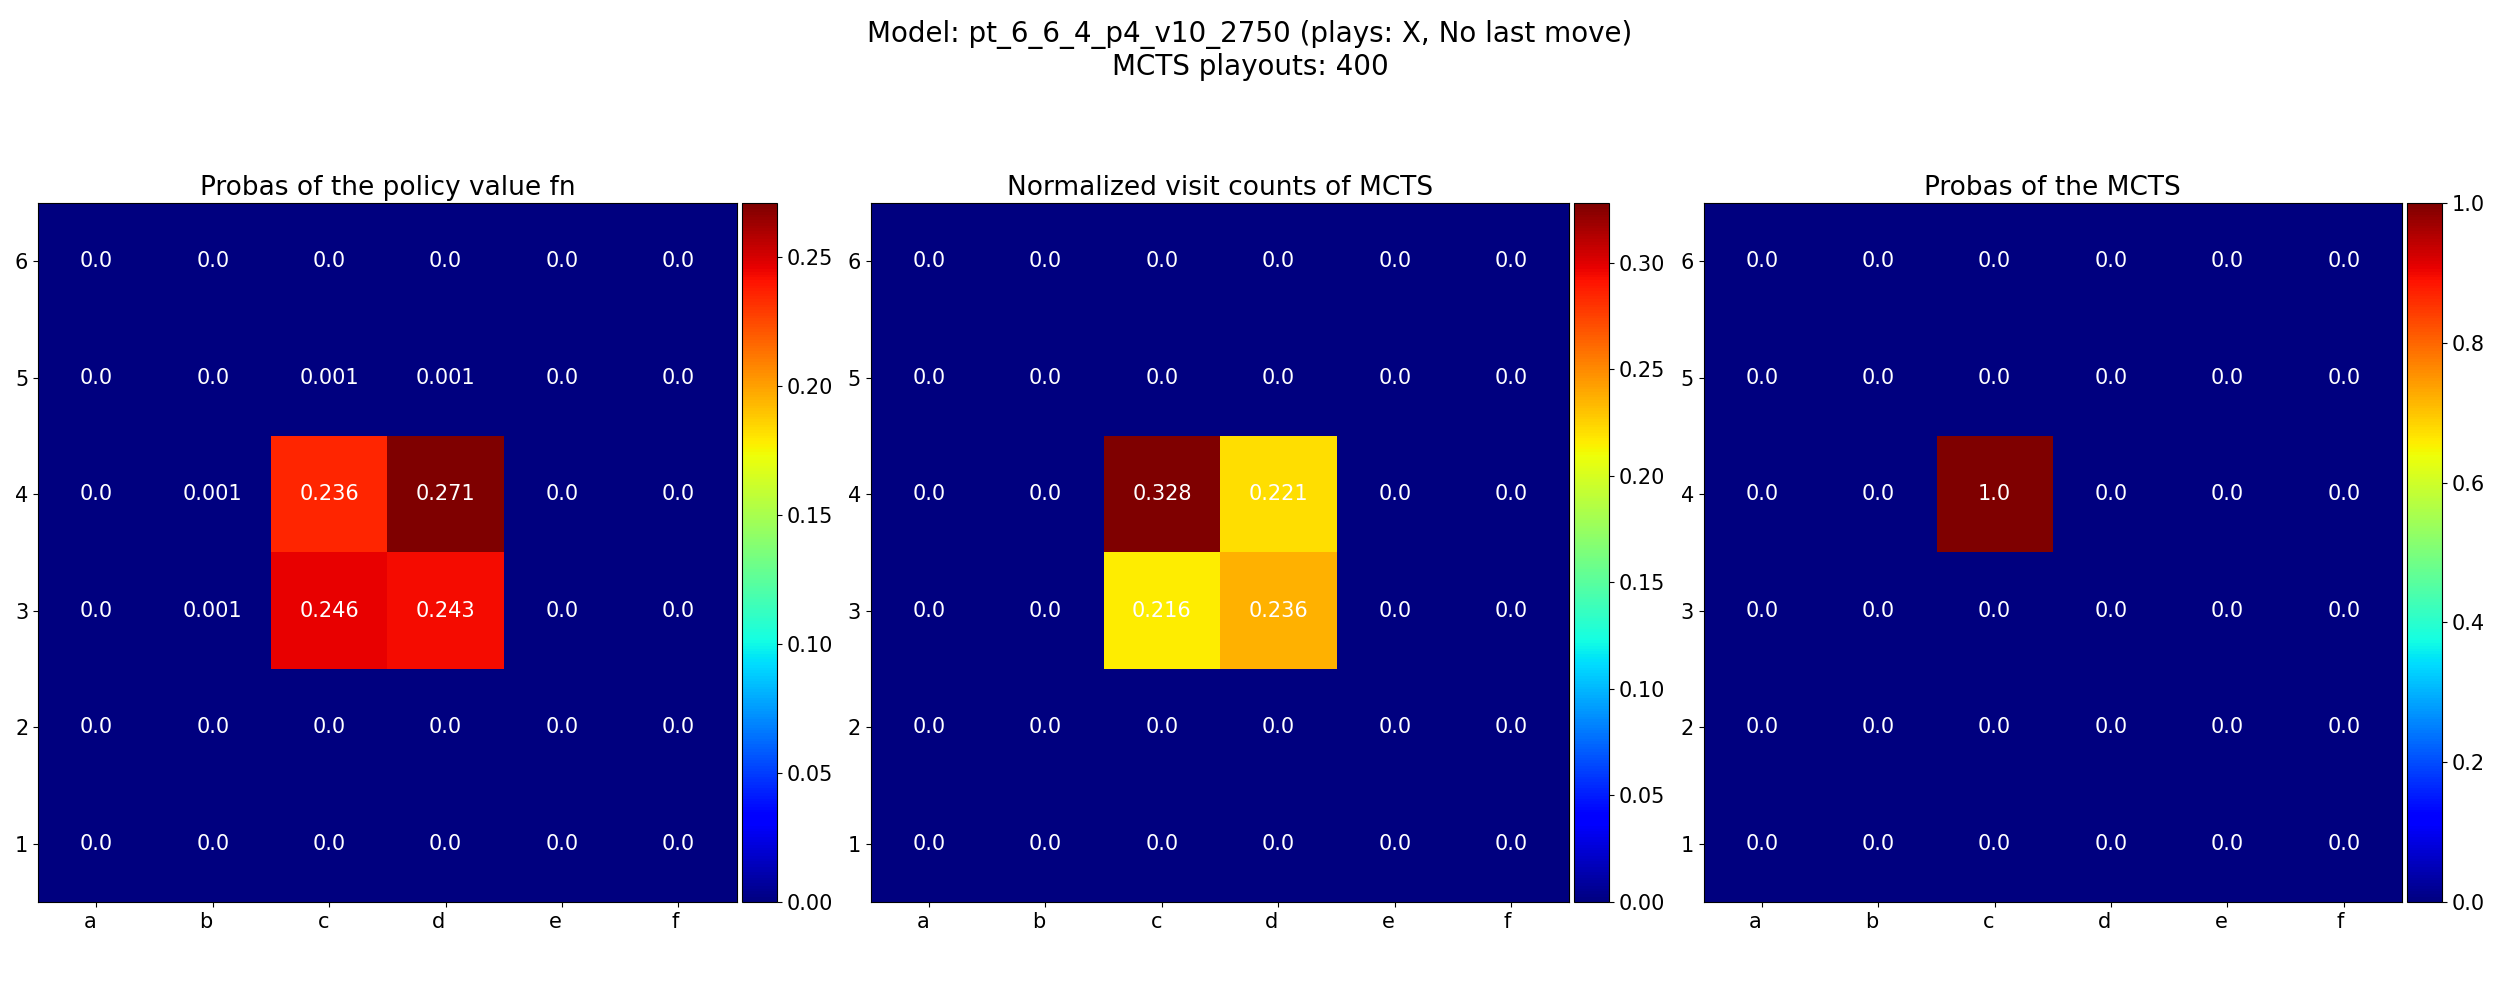 Model: pt_6_6_4_p4_v10_2750 (plays: X, No last move)
MCTS playouts: 400
Probas of the policy value fn
6 0.0 0.0 0.0 0.0 0.0 0.0
5 0.0 0.0 0.001 0.001 0.0 0.0
4 0.0 0.001 0.236 0.271 0.0 0.0
3 0.0 0.001 0.246 0.243 0.0 0.0
2 0.0 0.0 0.0 0.0 0.0 0.0
1 0.0 0.0 0.0 0.0 0.0 0.0
a b c d e f
0.25
0.20
0.15
0.10
0.05
0.00
Normalized visit counts of MCTS
6 0.0 0.0 0.0 0.0 0.0 0.0
5 0.0 0.0 0.0 0.0 0.0 0.0
4 0.0 0.0 0.328 0.221 0.0 0.0
3 0.0 0.0 0.216 0.236 0.0 0.0
2 0.0 0.0 0.0 0.0 0.0 0.0
1 0.0 0.0 0.0 0.0 0.0 0.0
a b c d e f
0.30
0.25
0.20
0.15
0.10
0.05
0.00
Probas of the MCTS
6 0.0 0.0 0.0 0.0 0.0 0.0
5 0.0 0.0 0.0 0.0 0.0 0.0
4 0.0 0.0 1.0 0.0 0.0 0.0
3 0.0 0.0 0.0 0.0 0.0 0.0
2 0.0 0.0 0.0 0.0 0.0 0.0
1 0.0 0.0 0.0 0.0 0.0 0.0
a b c d e f
1.0
0.8
0.6
0.4
0.2
0.0